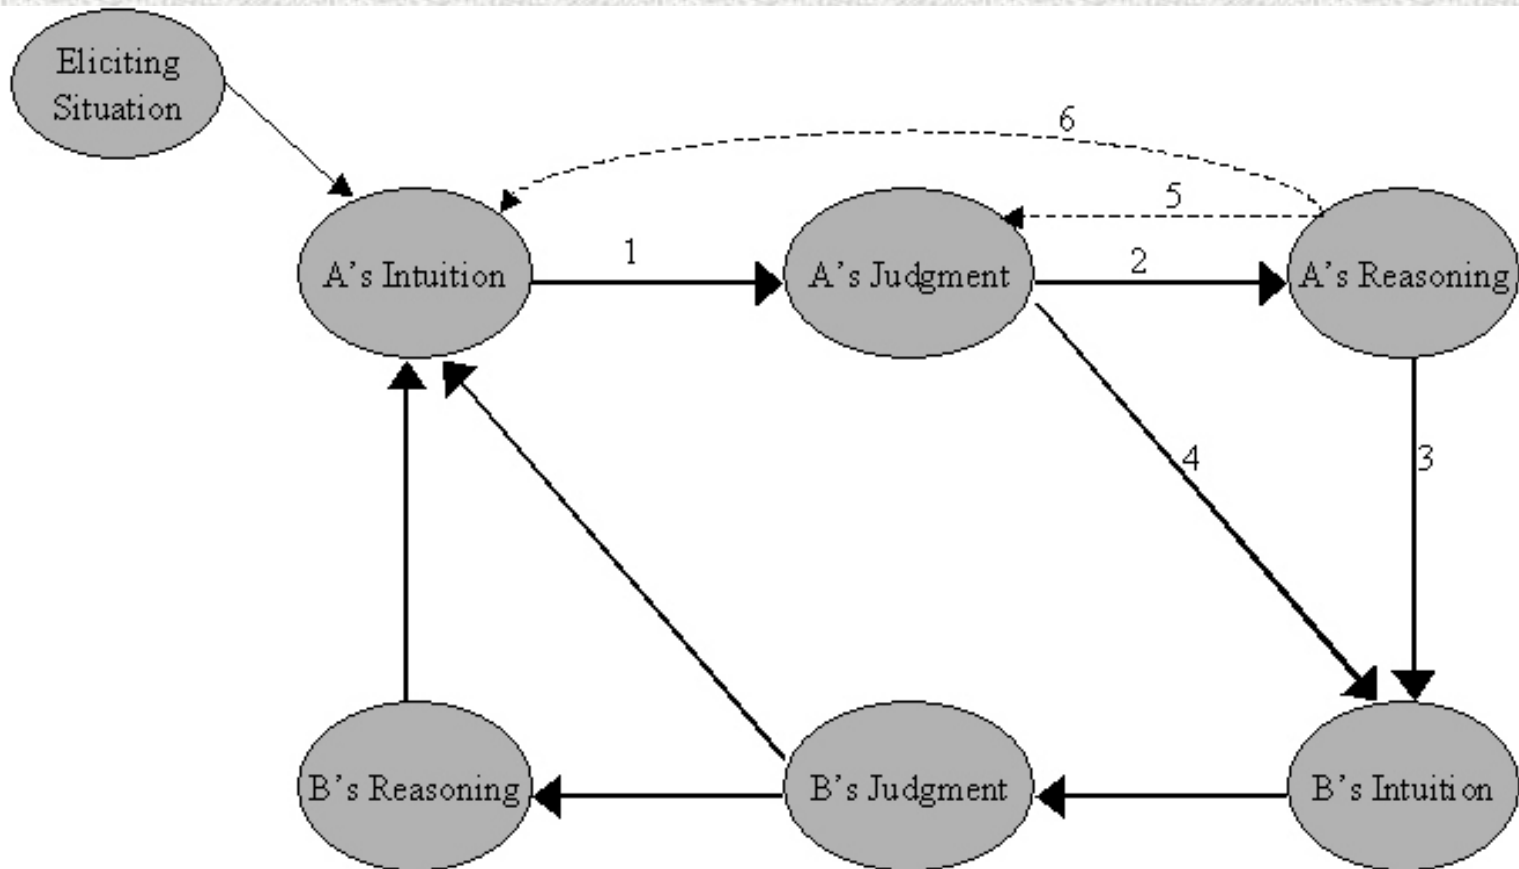 Eliciting
Situation
6
5
1
2
A's Intuition
A's Judgment
A's Reasoning
4
3
B's Reasoning
B's Judgment
B's Intuition